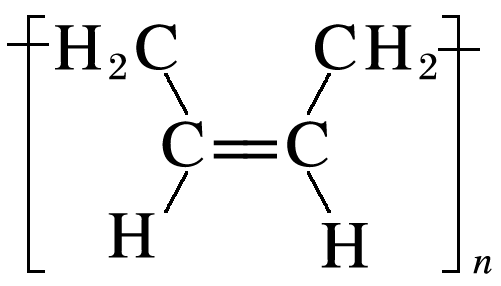 H₂C CH₂
C=C
H H
n